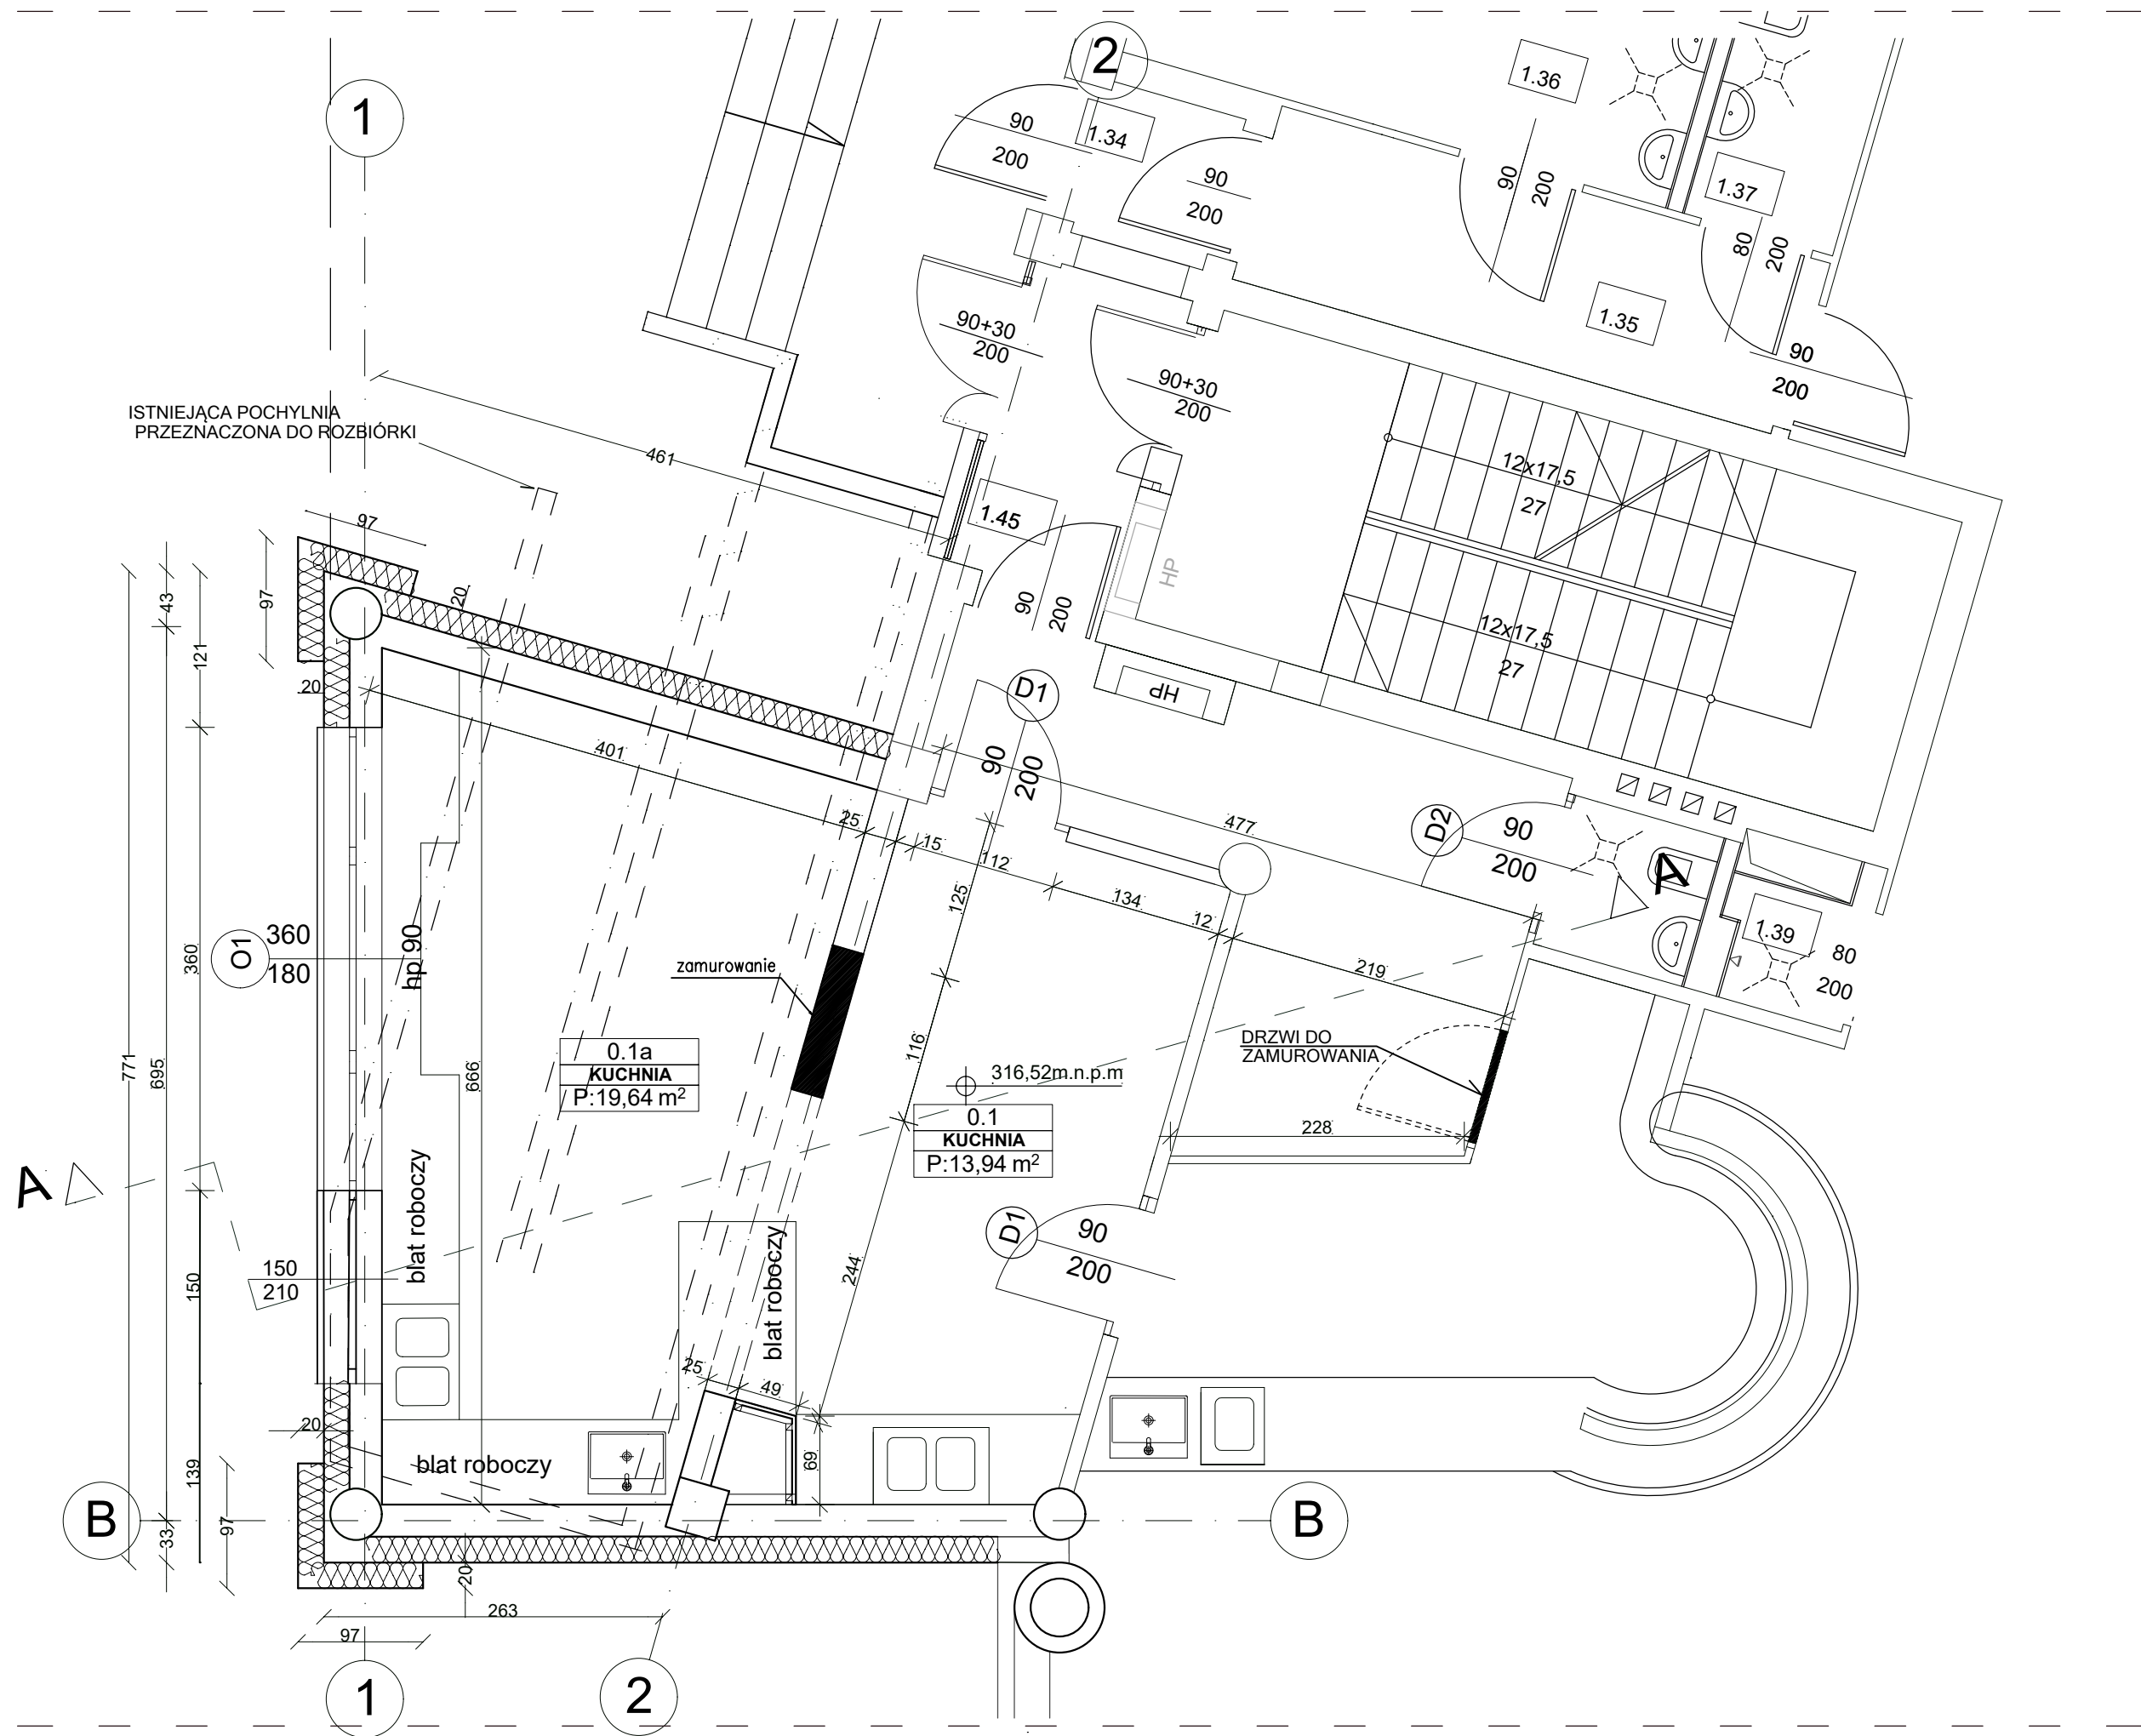 1
2
90
200
1.34
90
200
1.36
90
200
1.37
80
200
1.35
90
200
90+30
200
90+30
200
ISTNIEJĄCA POCHYLNIA
PRZEZNACZONA DO ROZBIÓRKI
461
12x17,5
27
12x17,5
27
1.45
90
200
HP
HP
97
97
43
121
20
20
D1
90
200
401
25
15
112
125
134
12
477
D2
90
200
A
1.39
80
200
219
O1
360
180
hp 90
360
771
695
666
zamurowanie
116
0.1a
KUCHNIA
P:19,64 m²
316,52m.n.p.m
0.1
KUCHNIA
P:13,94 m²
DRZWI DO
ZAMUROWANIA
228
A
blat roboczy
blat roboczy
244
D1
90
200
150
210
150
25
49
69
20
139
blat roboczy
B
B
33
97
20
263
97
1
2